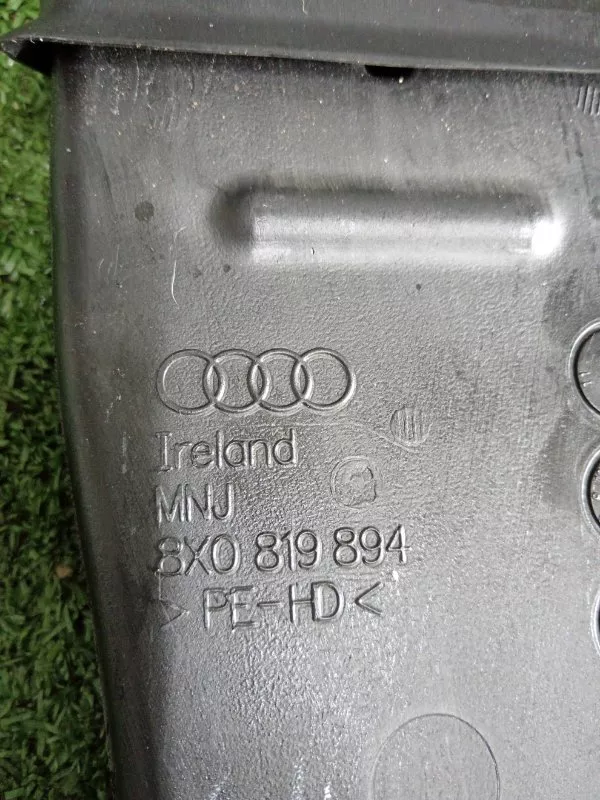 Ireland
MNJ
8X0 819 894
>PE-HD<